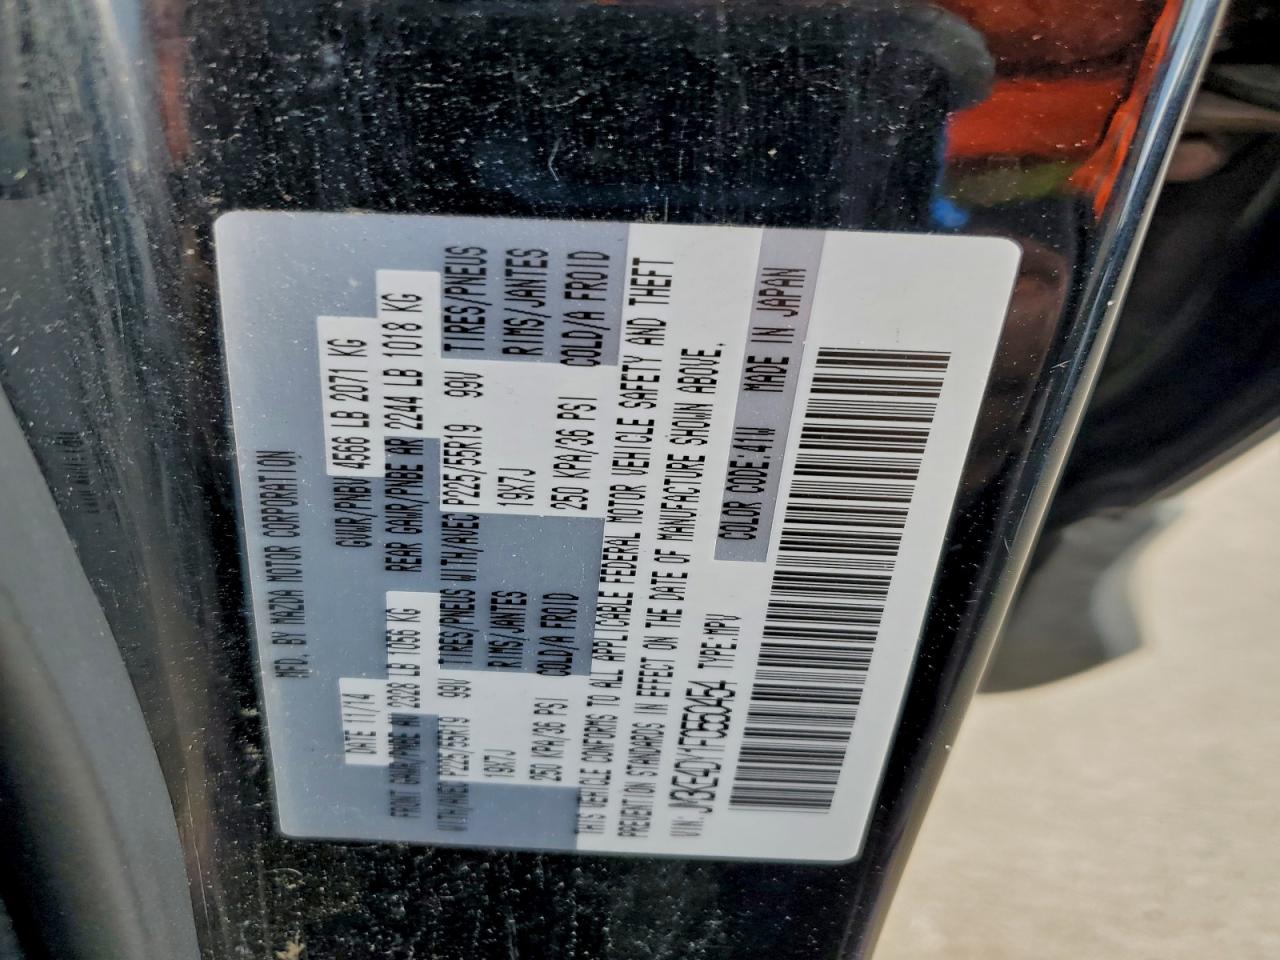 MFD. BY MAZDA MOTOR CORPORATION
DATE 11/14 GVWR/PNBV 4566 LB 2071 KG
FRONT GAWR/PNBE AV 2328 LB 1056 KG REAR GAWR/PNBE AR 2244 LB 1018 KG
WITH/AVEC P225/55R19 99V TIRES/PNEUS WITH/AVEC P225/55R19 99V TIRES/PNEUS
19X7J RIMS/JANTES 19X7J RIMS/JANTES
250 KPA/36 PSI COLD/A FROID 250 KPA/36 PSI COLD/A FROID
THIS VEHICLE CONFORMS TO ALL APPLICABLE FEDERAL MOTOR VEHICLE SAFETY AND THEFT
PREVENTION STANDARDS IN EFFECT ON THE DATE OF MANUFACTURE SHOWN ABOVE.
VIN: TYPE:MPV COLOR CODE:41W MADE IN JAPAN